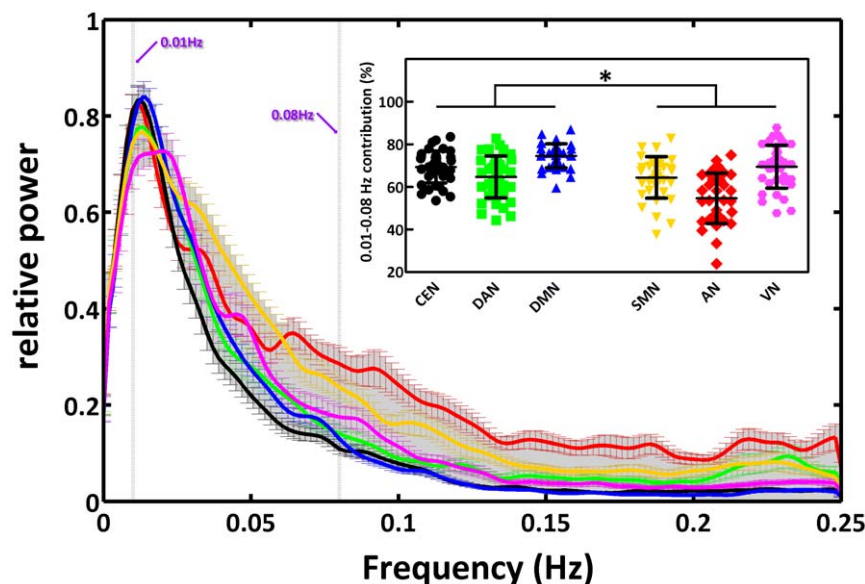 1
0.8
0.6
0.4
0.2
0
relative power
0.01Hz
0.08Hz
0.01-0.08 Hz contribution (%)
100
80
60
40
20
*
CEN
DAN
DMN
SMN
AN
VN
0
0.05
0.1
0.15
0.2
0.25
Frequency (Hz)